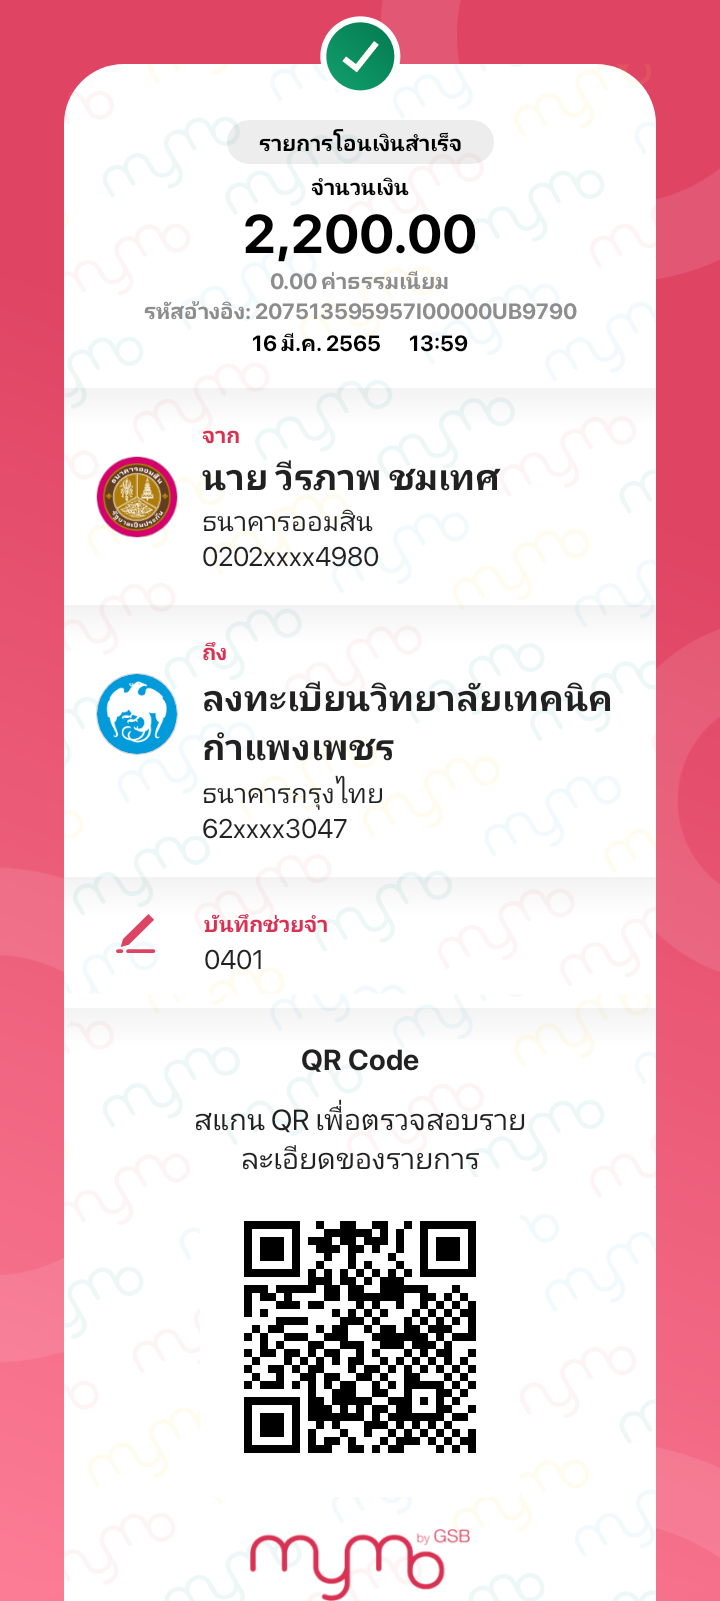 รายการโอนเงินสำเร็จ
จำนวนเงิน
2,200.00
0.00 ค่าธรรมเนียม
รหัสอ้างอิง: 207513595957I00000UB9790
16 มี.ค. 2565 13:59
จาก
นาย วีรภาพ ชมเทศ
ธนาคารออมสิน
0202xxxx4980
ถึง
ลงทะเบียนวิทยาลัยเทคนิค
กำแพงเพชร
ธนาคารกรุงไทย
62xxxx3047
บันทึกช่วยจำ
0401
QR Code
สแกน QR เพื่อตรวจสอบราย
ละเอียดของรายการ
mymo by GSB